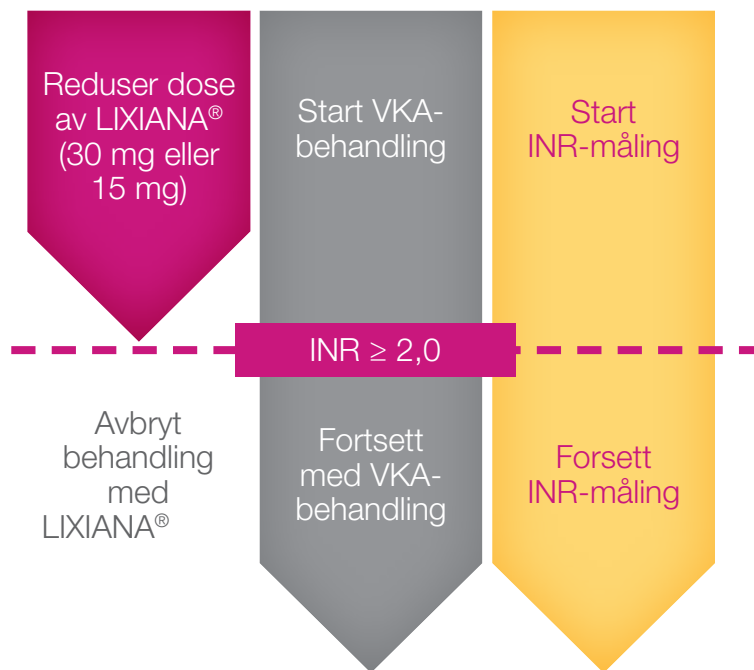 Reduser dose
av LIXIANA®
(30 mg eller
15 mg)
Start VKA-
behandling
Start
INR-måling
INR ≥ 2,0
Avbryt
behandling
med
LIXIANA®
Fortsett
med VKA-
behandling
Forsett
INR-måling